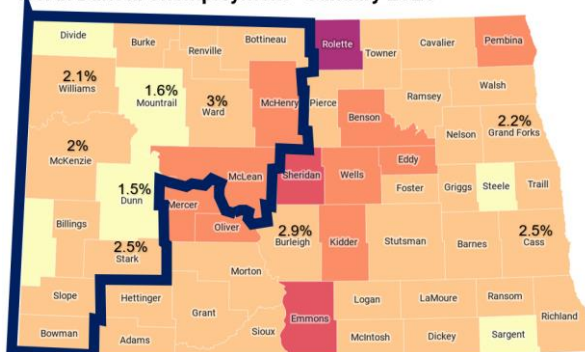 Divide
Burke
Renville
Bottineau
Rolette
Towner
Cavalier
Pembina
2.1%
Williams
1.6%
Mountrail
3%
Ward
McHenry
Pierce
Ramsey
Walsh
Benson
Nelson
2.2%
Grand Forks
2%
McKenzie
McLean
Sheridan
Wells
Eddy
Foster
Griggs
Steele
Traill
1.5%
Dunn
Mercer
Oliver
Billings
2.5%
Stark
2.9%
Burleigh
Kidder
Stutsman
Barnes
2.5%
Cass
Morton
Slope
Hettinger
Grant
Sioux
Emmons
Logan
LaMoure
Ransom
Richland
Bowman
Adams
McIntosh
Dickey
Sargent